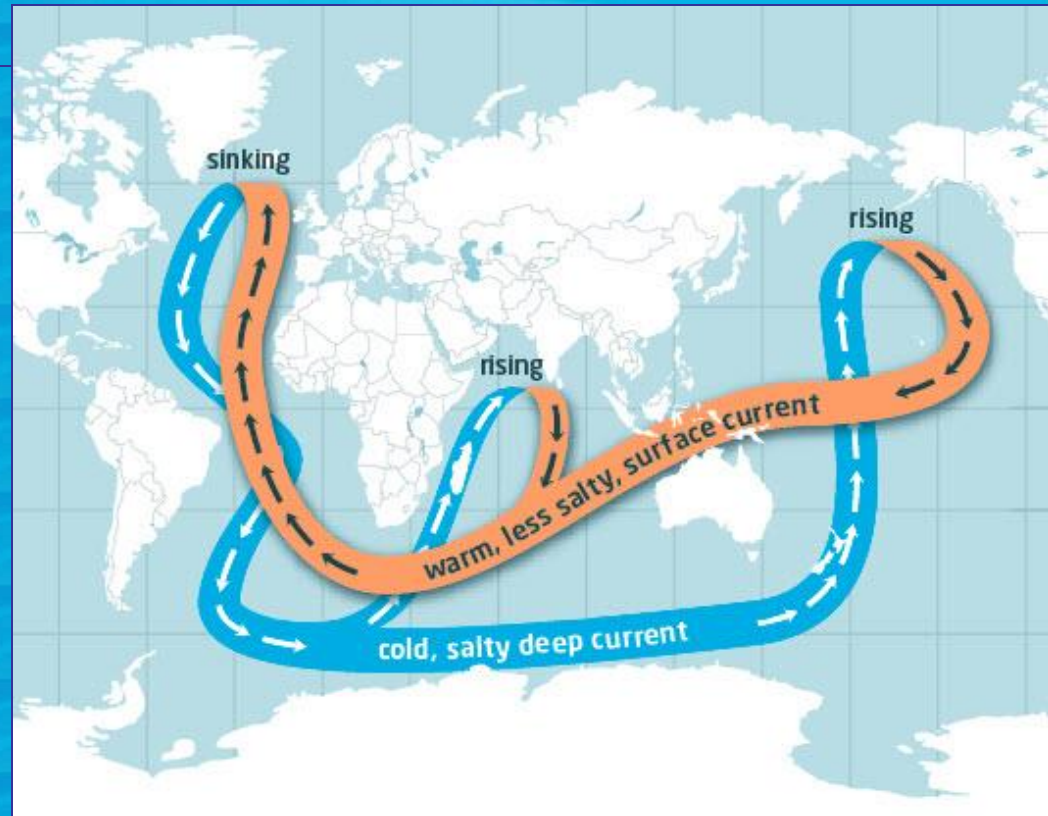 sinking
rising
rising
warm, less salty, surface current
cold, salty deep current